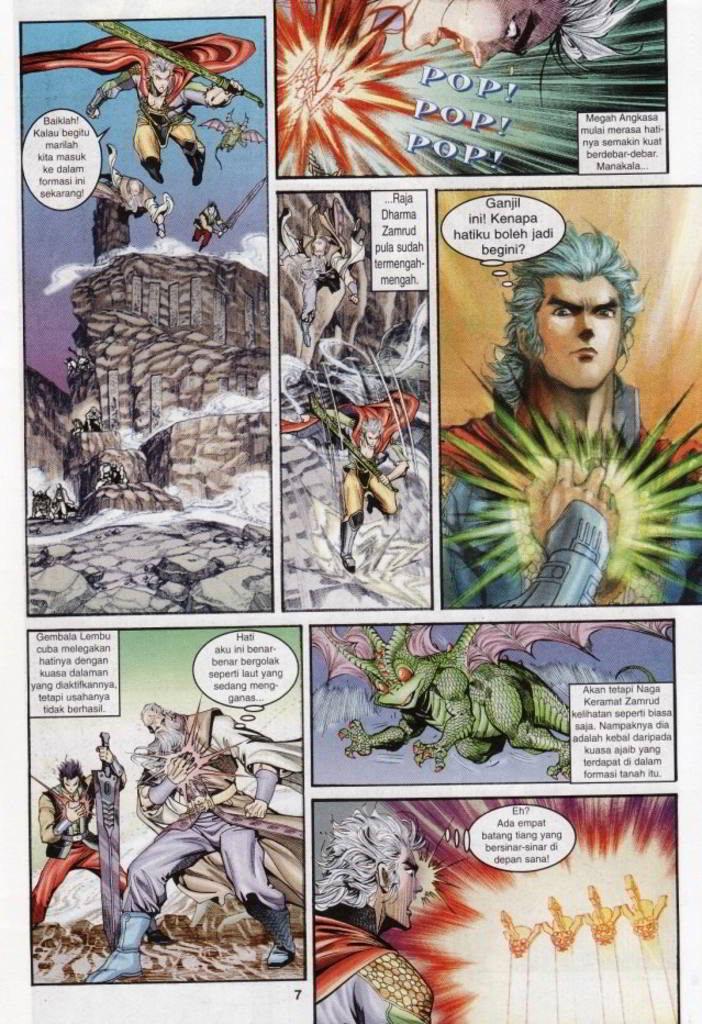 Baiklah!
Kalau begitu
marilah
kita masuk
ke dalam
formasi ini
sekarang!
POP!
POP!
POP!
Megah Angkasa
mulai merasa hati-
nya semakin kuat
berdebar-debar.
Manakala...
...Raja
Dharma
Zamrud
pula sudah
termengah-
mengah.
Ganjil
ini! Kenapa
hatiku boleh jadi
begini?
Gembala Lembu
cuba melegakan
hatinya dengan
kuasa dalaman
yang diaktifkannya,
tetapi usahanya
tidak berhasil.
Hati
aku ini benar-
benar bergolak
seperti laut yang
sedang meng-
ganas...
Akan tetapi Naga
Keramat Zamrud
kelihatan seperti biasa
saja. Nampaknya dia
adalah kebal daripada
kuasa ajaib yang
terdapat di dalam
formasi tanah itu.
Eh?
Ada empat
batang tiang yang
bersinar-sinar di
depan sana!
7